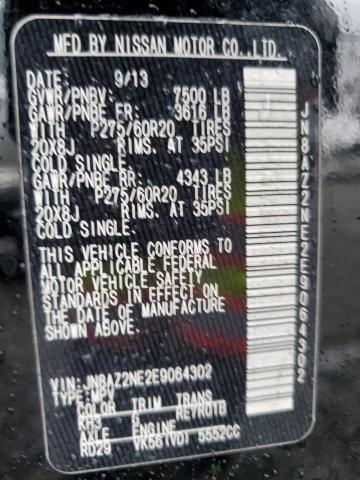 MFD BY NISSAN MOTOR CO.,LTD.
DATE: 9/13
GVWR/PNBV: 7500 LB
GAWR/PNBE FR: 3616 LB
WITH P275/60R20 TIRES
20X8J RIMS, AT 35PSI
COLD SINGLE.
GAWR/PNBE RR: 4343 LB
WITH P275/60R20 TIRES
20X8J RIMS, AT 35PSI
COLD SINGLE.
THIS VEHICLE CONFORMS TO
ALL APPLICABLE FEDERAL
MOTOR VEHICLE SAFETY
STANDARDS IN EFFECT ON
THE DATE OF MANUFACTURE
SHOWN ABOVE.
VIN: JN8AZ2NE2E9064302
TYPE: MPV
COLOR TRIM TRANS
KH3 G RE7R01B
AXLE ENGINE
RD29 VK56(VD) 5552CC
JN8AZ2NE2E9064302